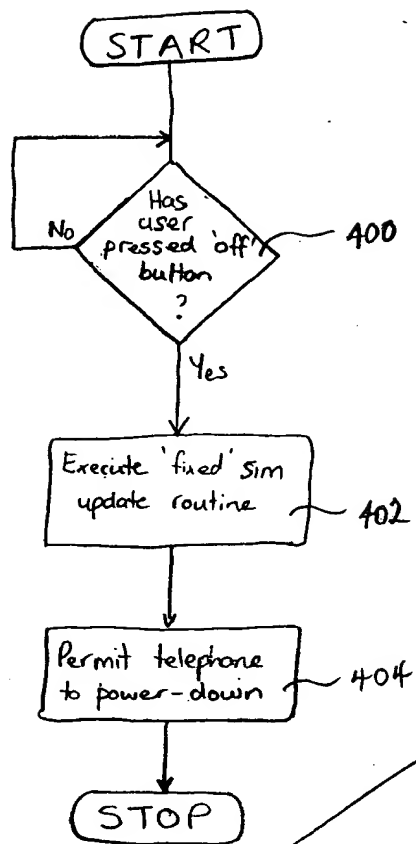 START
Has
user
pressed 'off'
button
?
400
No
Yes
Execute 'fixed' sim
update routine
402
Permit telephone
to power-down
404
STOP